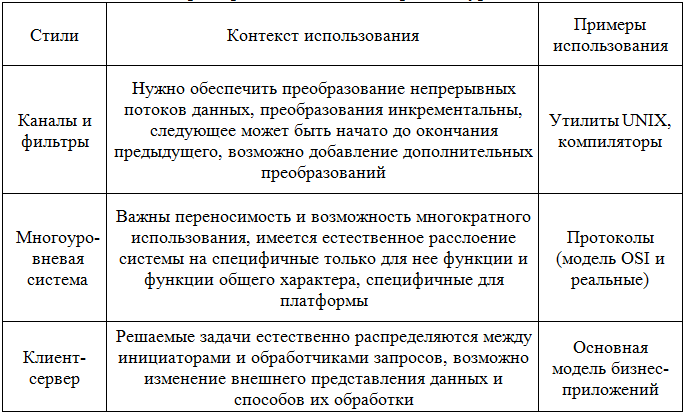 Стили
Контекст использования
Примеры
использования
Каналы и
фильтры
Нужно обеспечить преобразование непрерывных
потоков данных, преобразования инкрементальны,
следующее может быть начато до окончания
предыдущего, возможно добавление дополнительных
преобразований
Утилиты UNIX,
компиляторы
Многоуро-
вневая
система
Важны переносимость и возможность многократного
использования, имеется естественное расслоение
системы на специфичные только для нее функции и
функции общего характера, специфичные для
платформы
Протоколы
(модель OSI и
реальные)
Клиент-
сервер
Решаемые задачи естественно распределяются между
инициаторами и обработчиками запросов, возможно
изменение внешнего представления данных и
способов их обработки
Основная
модель бизнес-
приложений